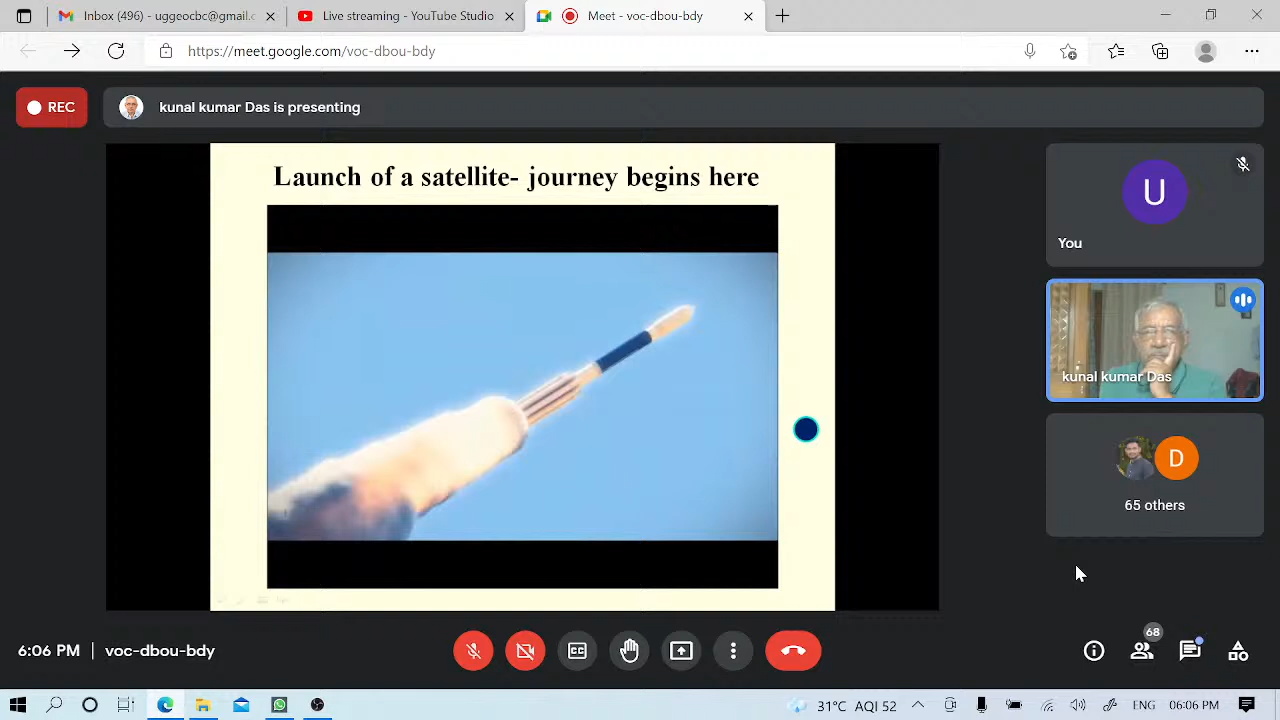 Inbox (496) - uggeocbc@gmail.c
Live streaming - YouTube Studio
Meet - voc-dbou-bdy
https://meet.google.com/voc-dbou-bdy
REC
kunal kumar Das is presenting
Launch of a satellite- journey begins here
U
You
kunal kumar Das
D
65 others
6:06 PM | voc-dbou-bdy
68
31°C AQI 52
ENG
06:06 PM